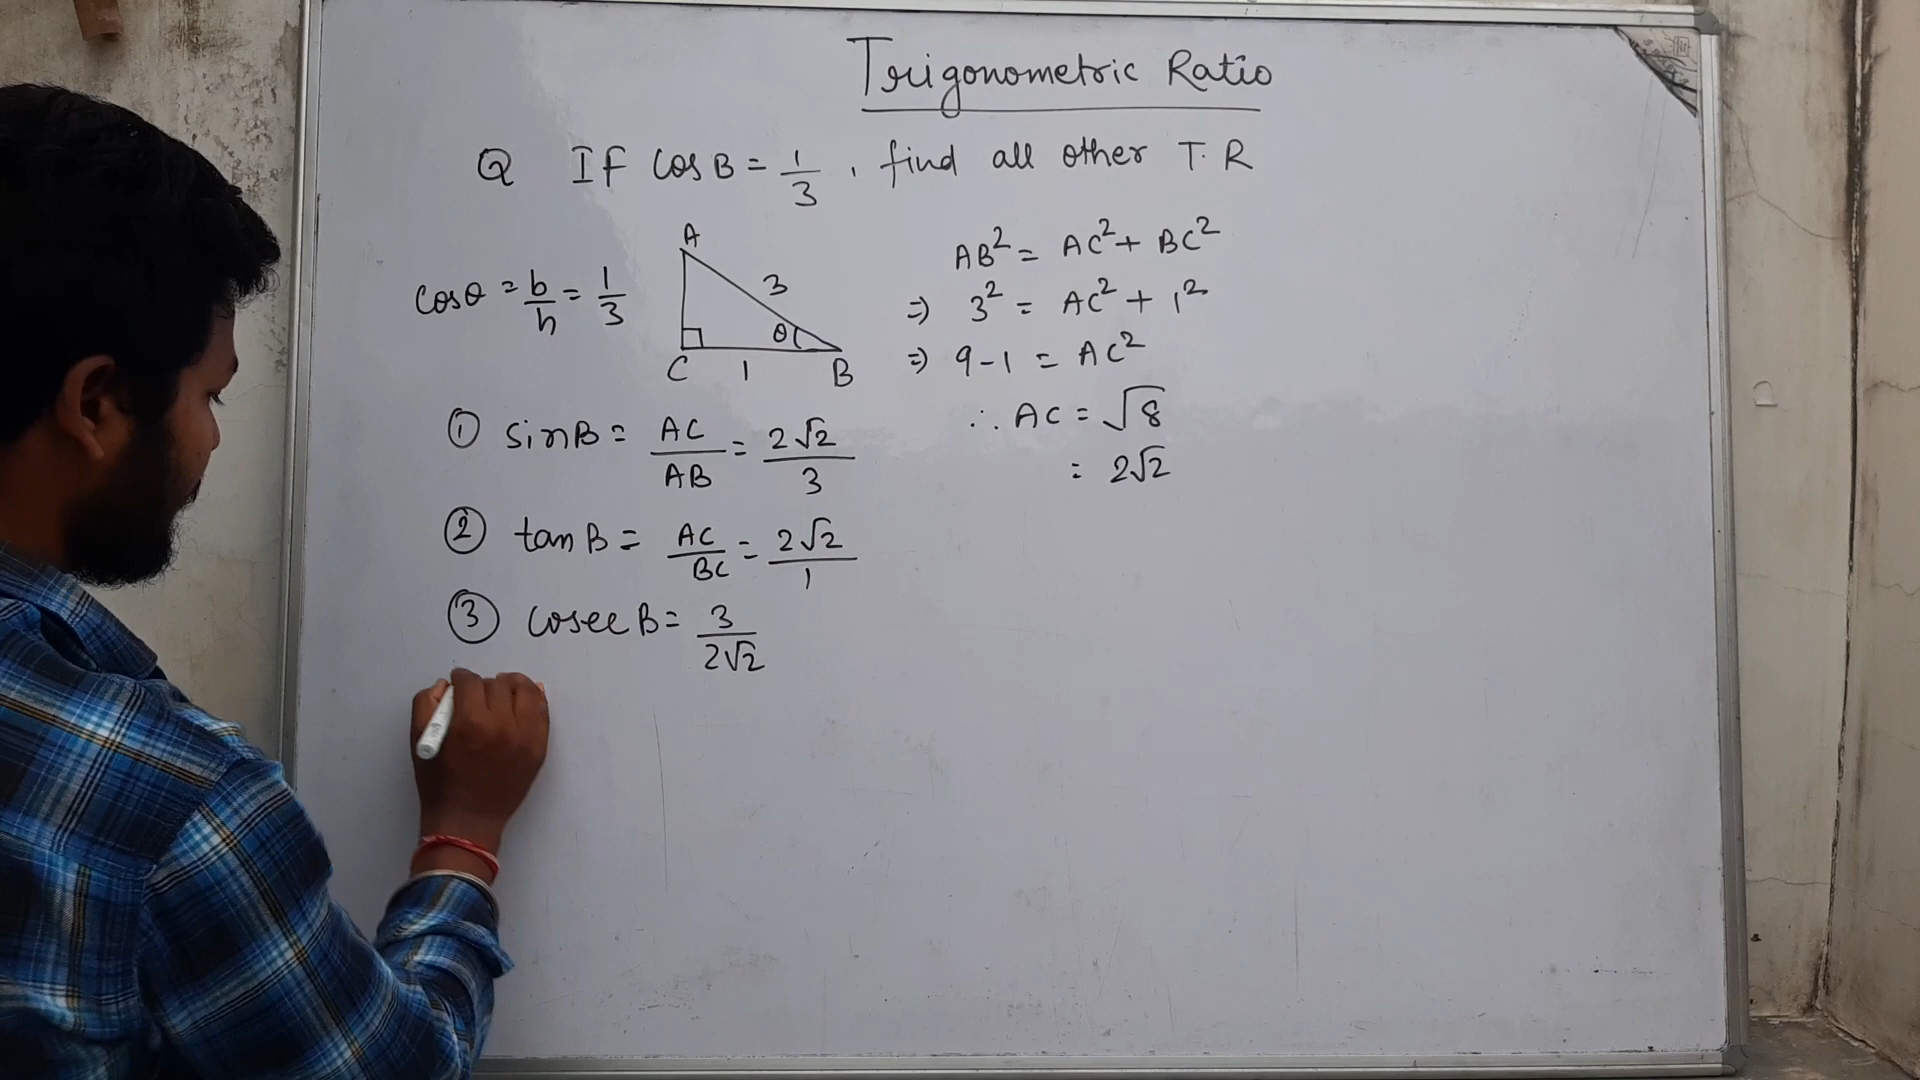 Trigonometric Ratio
Q If cos B = 1/3 , find all other T.R
cosθ = b/h = 1/3
A
3
θ
C 1 B
AB² = AC² + BC²
=) 3² = AC² + 1²
=) 9 - 1 = AC²
∴ AC = √8
= 2√2
① sinB = AC/AB = 2√2/3
② tan B = AC/BC = 2√2/1
③ cosec B = 3/2√2